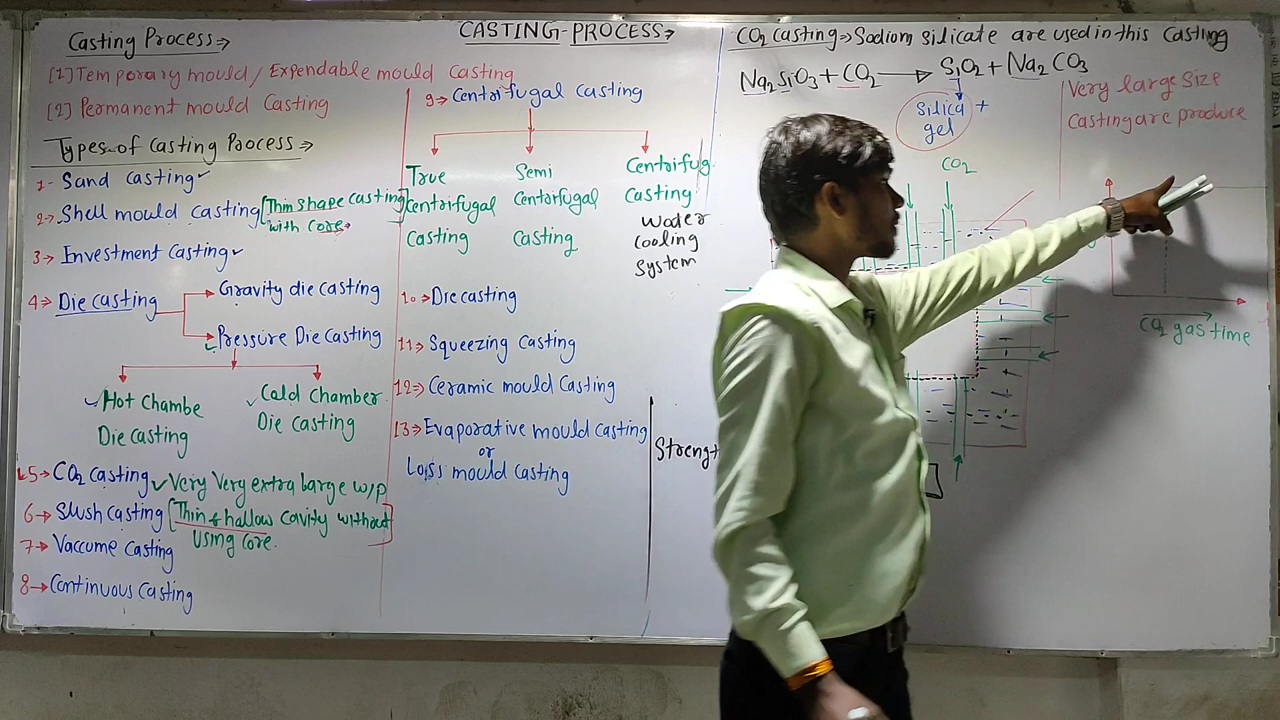 CASTING-PROCESS→
Casting Process→
[1] Temporary mould/Expendable mould Casting
[2] Permanent mould Casting
Types of Casting Process→
1- Sand casting✓
2→ Shell mould casting [Thin shape casting
with core→
3→ Investment Casting✓
4→ Die casting
Gravity die casting
Pressure Die Casting
Hot Chambe
Die casting
Cold Chamber
Die casting
5→ CO2 casting✓ Very Very extra large w/p
6→ Slush casting [Thin & hallow cavity without
using core.
7→ Vaccume Casting
8→ Continuous Casting
9→ Centrifugal Casting
True
Centrifugal
Casting
Semi
Centrifugal
Casting
Centrifug
Casting
Water
Cooling
System
10→ Die casting
11→ Squeezing Casting
12→ Ceramic mould Casting
13→ Evaporative mould Casting
or
Loss mould Casting
Strengt
CO2 Casting→ Sodium silicate are used in this Casting
Na2SiO3 + CO2 → SiO2 + Na2CO3
Silica +
gel
Very large size
Casting are produce
CO2
CO2 gas time